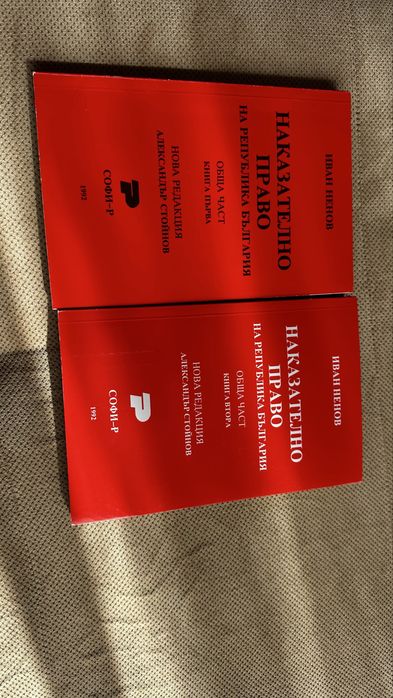 ИВАН НЕНОВ
НАКАЗАТЕЛНО
ПРАВО
НА РЕПУБЛИКА БЪЛГАРИЯ
ОБЩА ЧАСТ
КНИГА ПЪРВА
НОВА РЕДАКЦИЯ
АЛЕКСАНДЪР СТОЙНОВ
СОФИ-Р
1992
ИВАН НЕНОВ
НАКАЗАТЕЛНО
ПРАВО
НА РЕПУБЛИКА БЪЛГАРИЯ
ОБЩА ЧАСТ
КНИГА ВТОРА
НОВА РЕДАКЦИЯ
АЛЕКСАНДЪР СТОЙНОВ
СОФИ-Р
1992